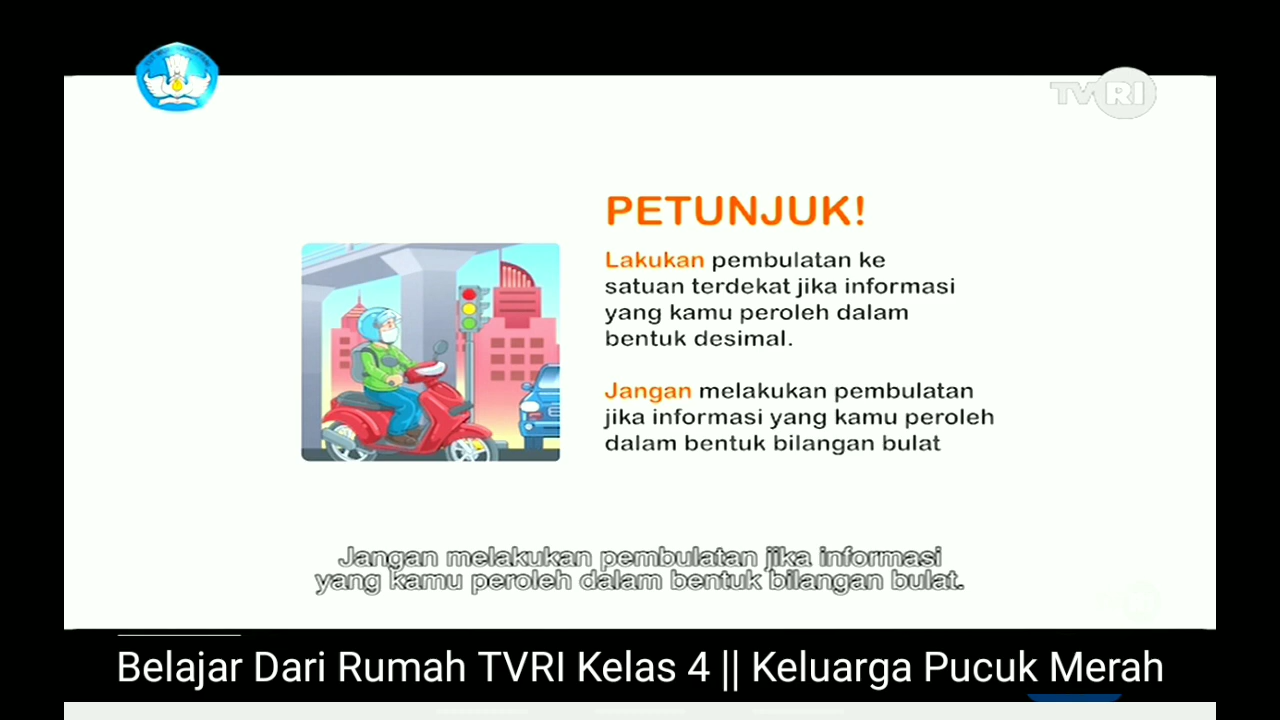 TVRI
PETUNJUK!
Lakukan pembulatan ke
satuan terdekat jika informasi
yang kamu peroleh dalam
bentuk desimal.
Jangan melakukan pembulatan
jika informasi yang kamu peroleh
dalam bentuk bilangan bulat
Jangan melakukan pembulatan jika informasi
yang kamu peroleh dalam bentuk bilangan bulat.
Belajar Dari Rumah TVRI Kelas 4 || Keluarga Pucuk Merah